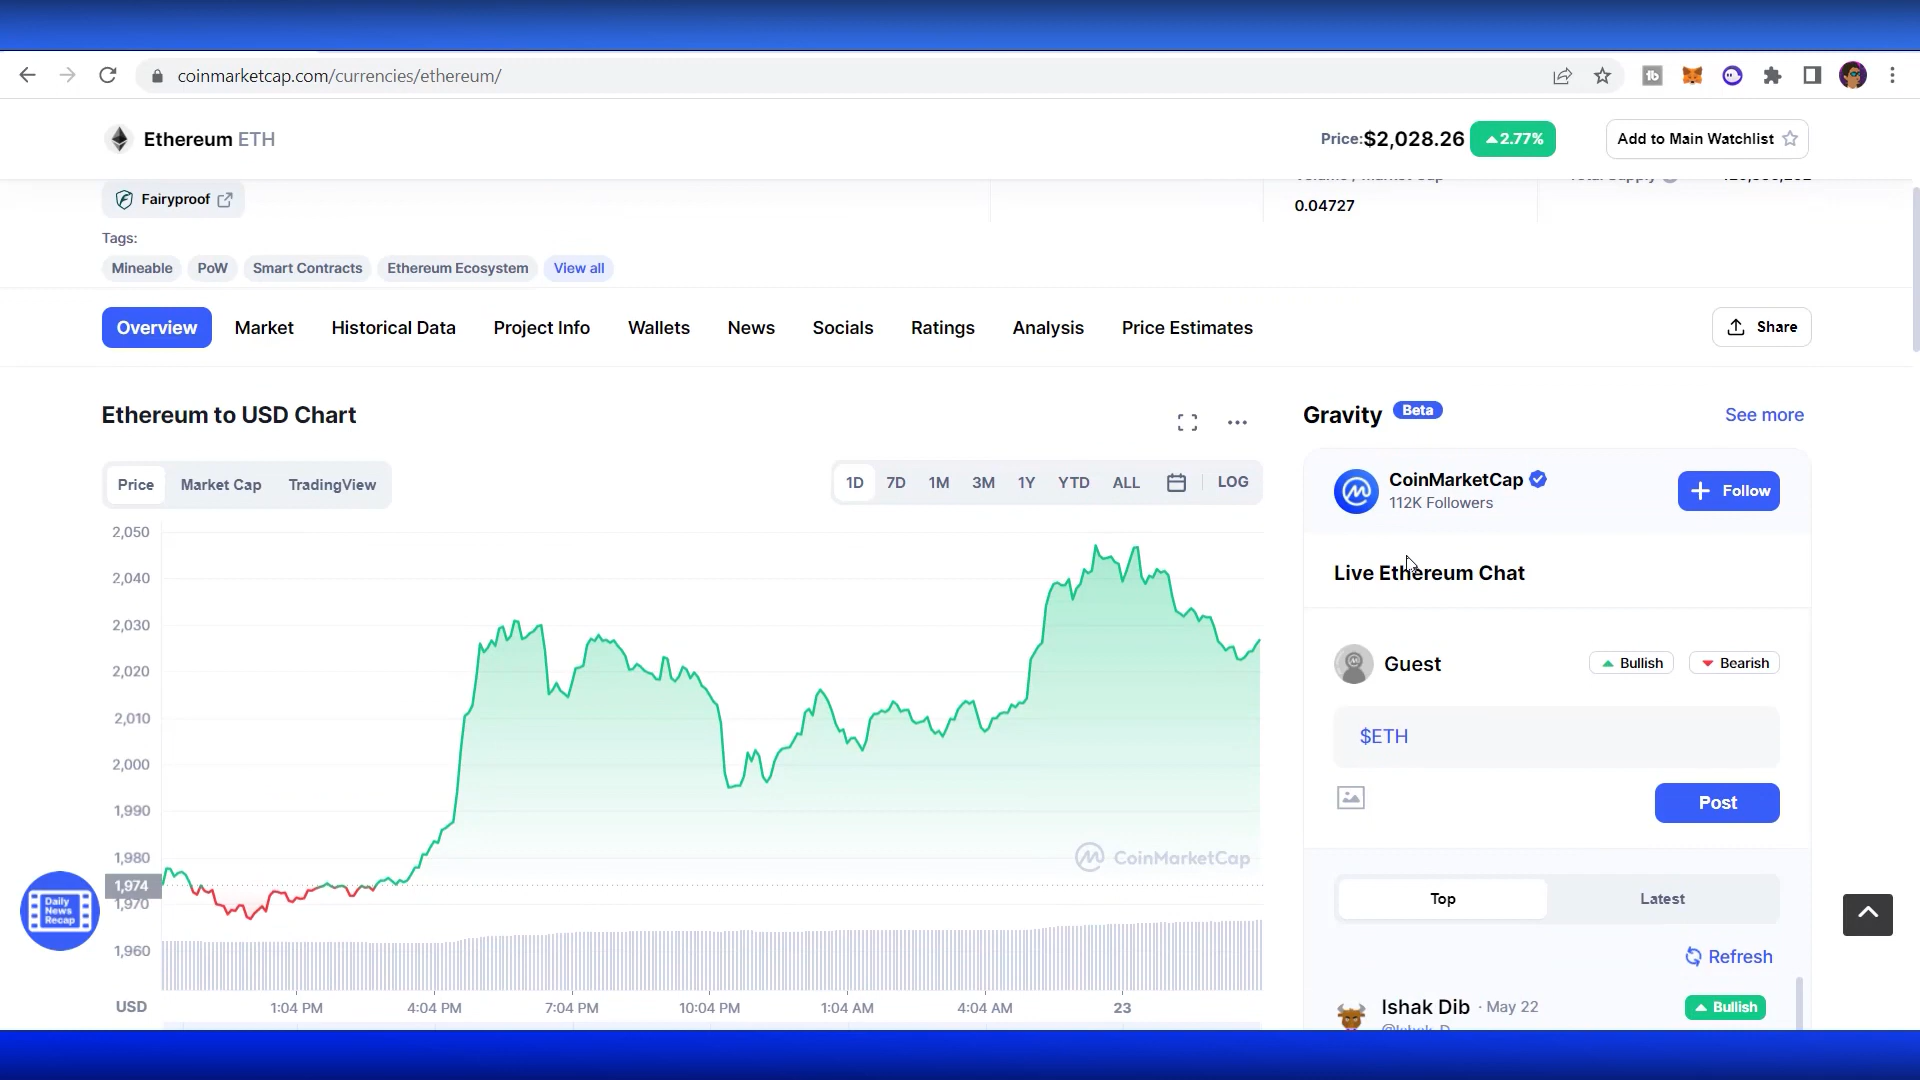 coinmarketcap.com/currencies/ethereum/
Ethereum ETH
Price:$2,028.26 2.77%
Add to Main Watchlist
Fairyproof
0.04727
Tags:
Mineable PoW Smart Contracts Ethereum Ecosystem View all
Overview Market Historical Data Project Info Wallets News Socials Ratings Analysis Price Estimates
Share
Ethereum to USD Chart
Price Market Cap TradingView
1D 7D 1M 3M 1Y YTD ALL LOG
2,050
2,040
2,030
2,020
2,010
2,000
1,990
1,980
1,974
1,970
1,960
CoinMarketCap
USD 1:04 PM 4:04 PM 7:04 PM 10:04 PM 1:04 AM 4:04 AM 23
Daily
News
Recap
Gravity Beta
See more
CoinMarketCap
112K Followers
Follow
Live Ethereum Chat
Guest
Bullish Bearish
$ETH
Post
Top Latest
Refresh
Ishak Dib · May 22
Bullish